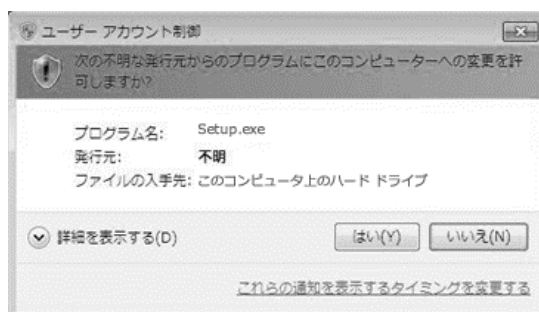 ユーザー アカウント制御
次の不明な発行元からのプログラムにこのコンピューターへの変更を許
可しますか?
プログラム名: Setup.exe
発行元: 不明
ファイルの入手先: このコンピュータ上のハード ドライブ
詳細を表示する(D) はい(Y) いいえ(N)
これらの通知を表示するタイミングを変更する